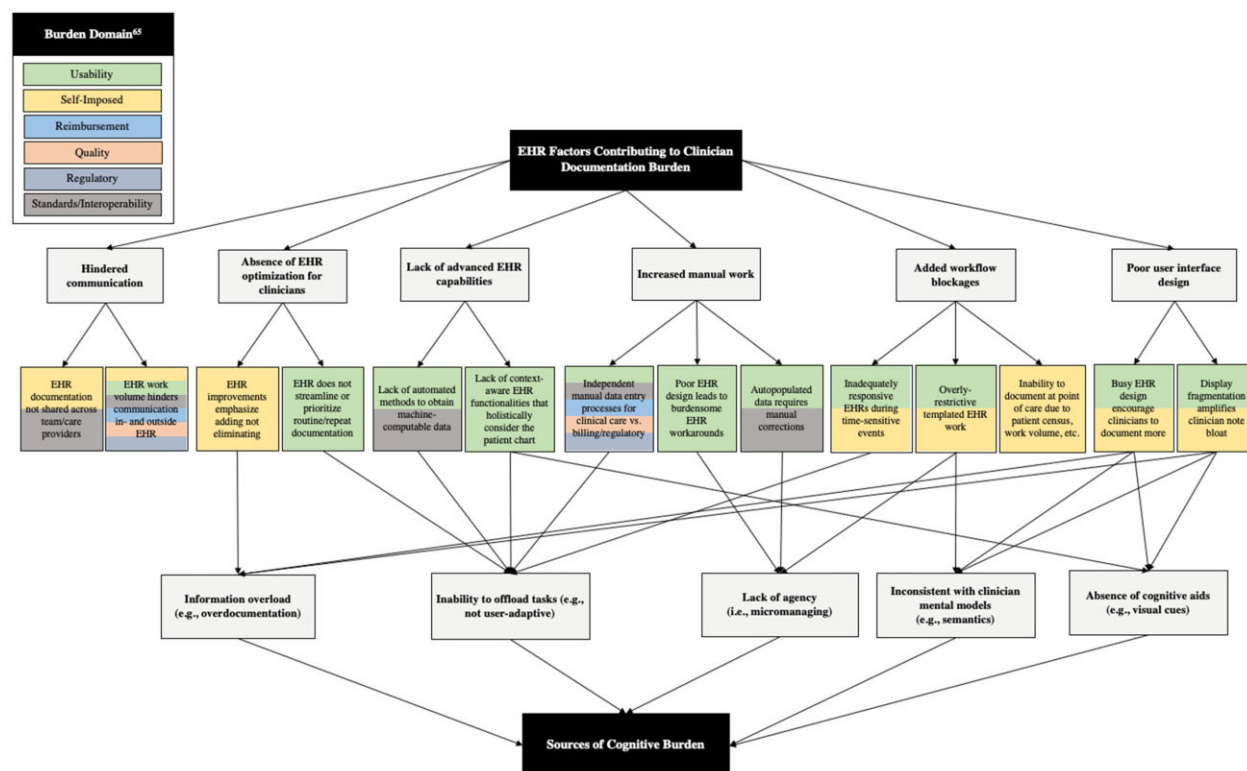 Burden Domain⁶⁵
Usability
Self-Imposed
Reimbursement
Quality
Regulatory
Standards/Interoperability
EHR Factors Contributing to Clinician
Documentation Burden
Hindered
communication
Absence of EHR
optimization for
clinicians
Lack of advanced EHR
capabilities
Increased manual work
Added workflow
blockages
Poor user interface
design
EHR
documentation
not shared across
team/care
providers
EHR work
volume hinders
communication
in- and outside
EHR
EHR
improvements
emphasize
adding not
eliminating
EHR does not
streamline or
prioritize
routine/repeat
documentation
Lack of automated
methods to obtain
machine-
computable data
Lack of context-
aware EHR
functionalities that
holistically
consider the
patient chart
Independent
manual data entry
processes for
clinical care vs.
billing/regulatory
Poor EHR
design leads to
burdensome
EHR
workarounds
Autopopulated
data requires
manual
corrections
Inadequately
responsive
EHRs during
time-sensitive
events
Overly-
restrictive
templated EHR
work
Inability to
document at point
of care due to
patient census,
work volume, etc.
Busy EHR
design
encourage
clinicians to
document more
Display
fragmentation
amplifies
clinician note
bloat
Information overload
(e.g., overdocumentation)
Inability to offload tasks (e.g.,
not user-adaptive)
Lack of agency
(i.e., micromanaging)
Inconsistent with clinician
mental models
(e.g., semantics)
Absence of cognitive aids
(e.g., visual cues)
Sources of Cognitive Burden